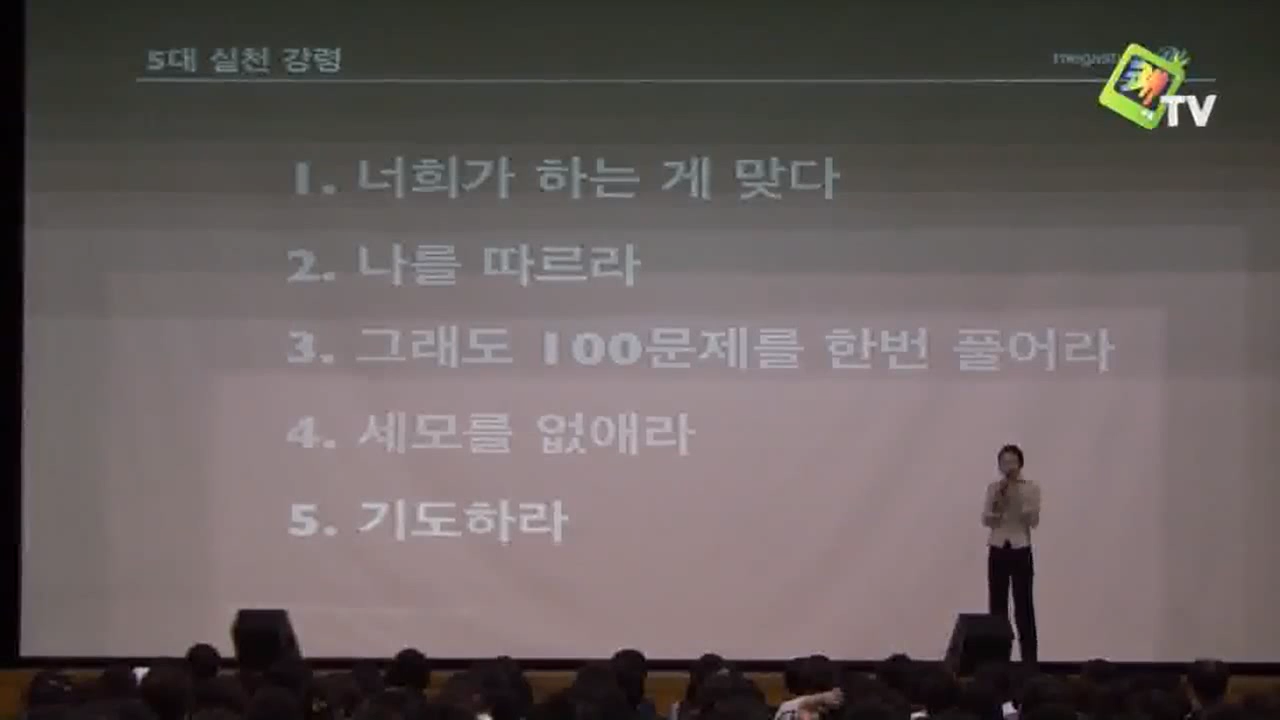 5대 실천 강령
TV
1. 너희가 하는 게 맞다
2. 나를 따르라
3. 그래도 100문제를 한번 풀어라
4. 세모를 없애라
5. 기도하라